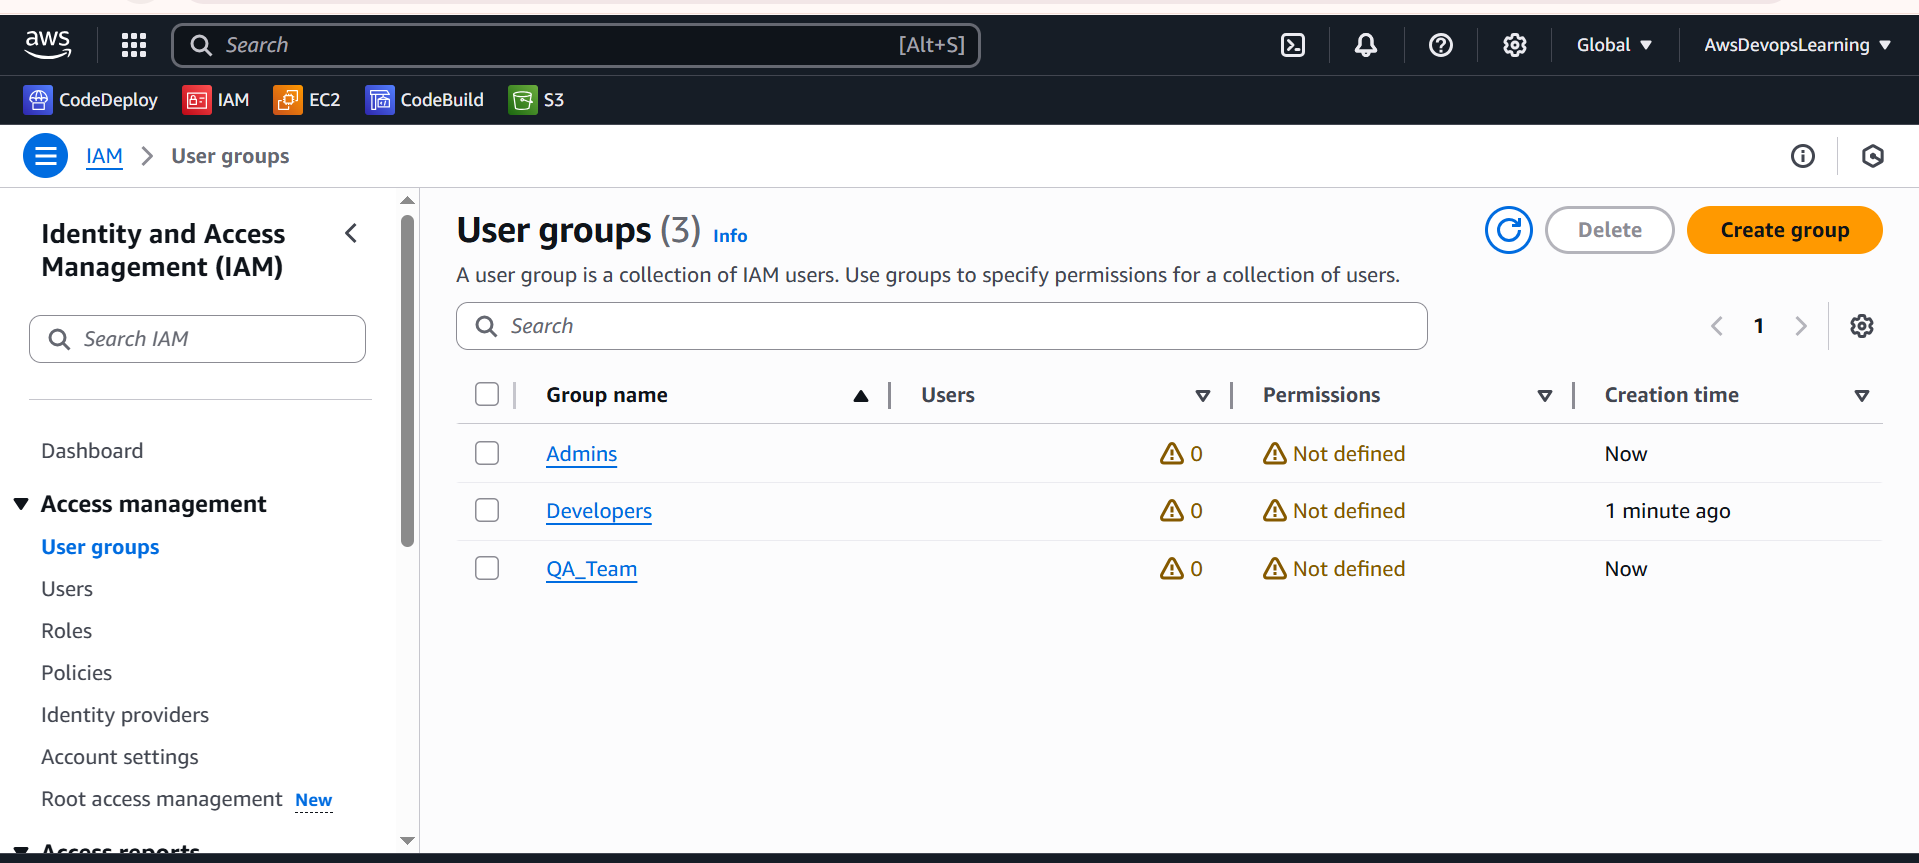 aws
Search
[Alt+S]
Global
AwsDevopsLearning
CodeDeploy
IAM
EC2
CodeBuild
S3
IAM
User groups
Identity and Access
Management (IAM)
Search IAM
Dashboard
Access management
User groups
Users
Roles
Policies
Identity providers
Account settings
Root access management New
Access reports
User groups (3) Info
A user group is a collection of IAM users. Use groups to specify permissions for a collection of users.
Delete
Create group
Search
1
Group name Users Permissions Creation time
Admins 0 Not defined Now
Developers 0 Not defined 1 minute ago
QA_Team 0 Not defined Now